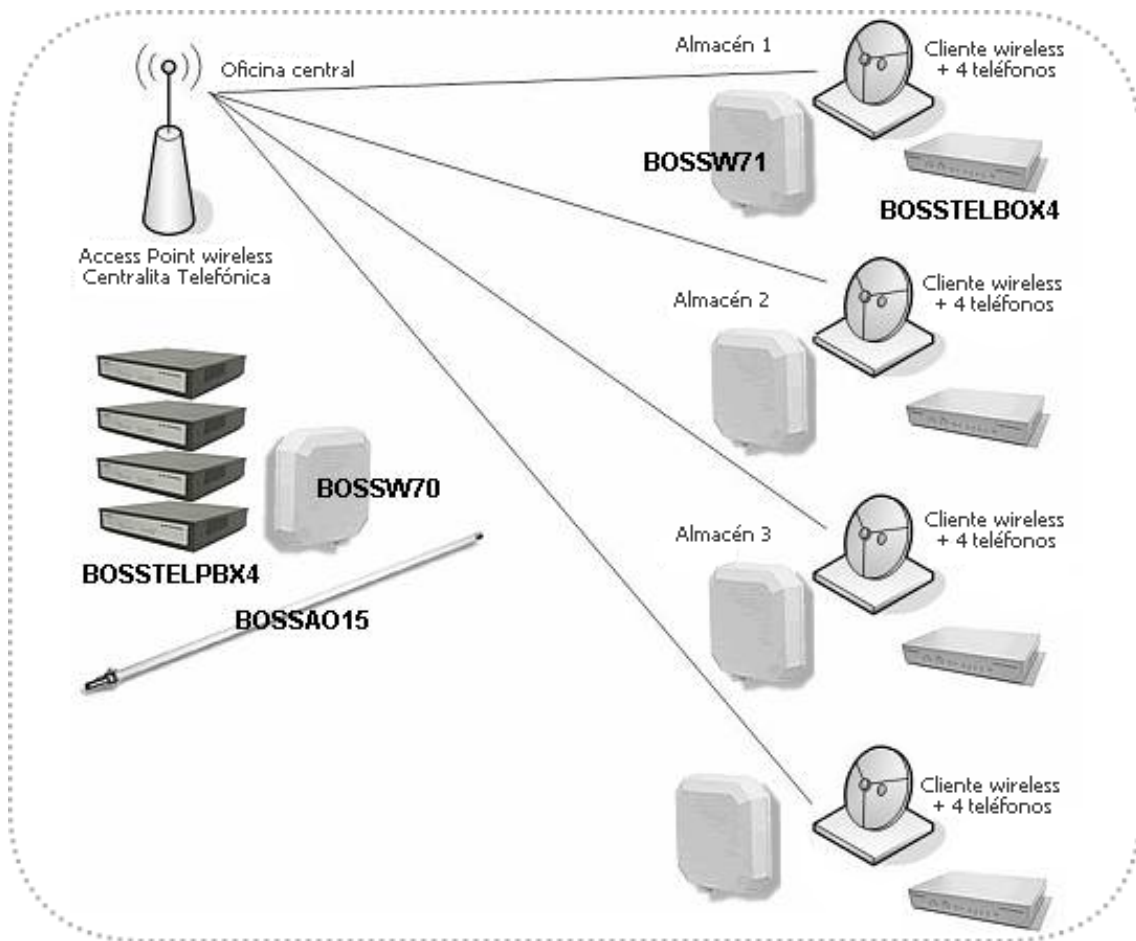 Oficina central
Access Point wireless
Centralita Telefónica
Almacén 1
Cliente wireless
+ 4 teléfonos
BOSSW71
BOSSTELBOX4
Almacén 2
Cliente wireless
+ 4 teléfonos
BOSSTELPBX4
BOSSW70
BOSSAO15
Almacén 3
Cliente wireless
+ 4 teléfonos
Cliente wireless
+ 4 teléfonos